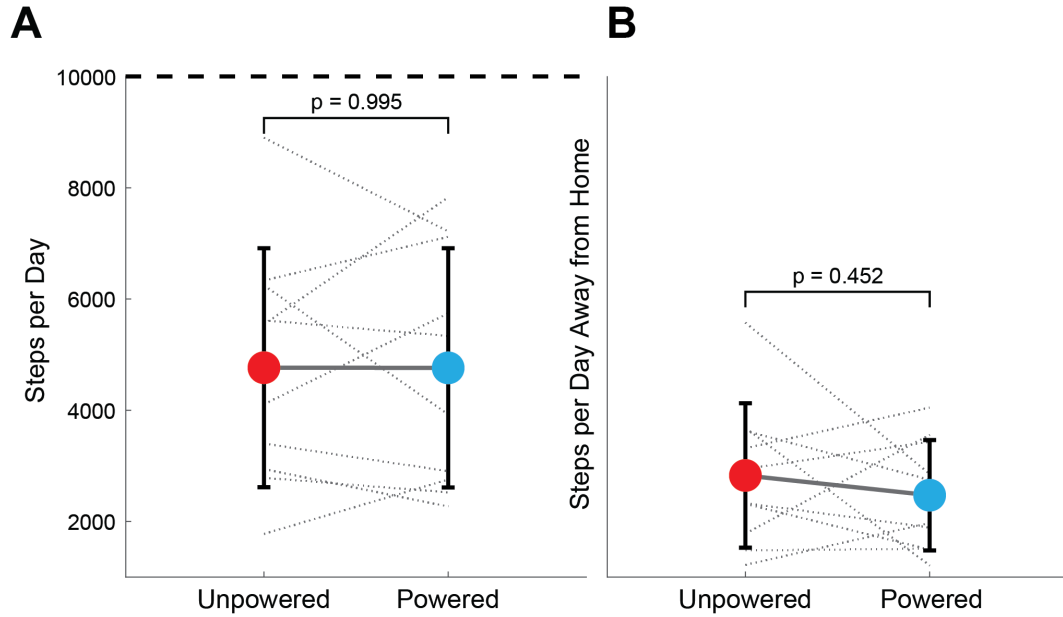 A
B
10000
8000
6000
4000
2000
Steps per Day
p = 0.995
Unpowered
Powered
Steps per Day Away from Home
p = 0.452
Unpowered
Powered